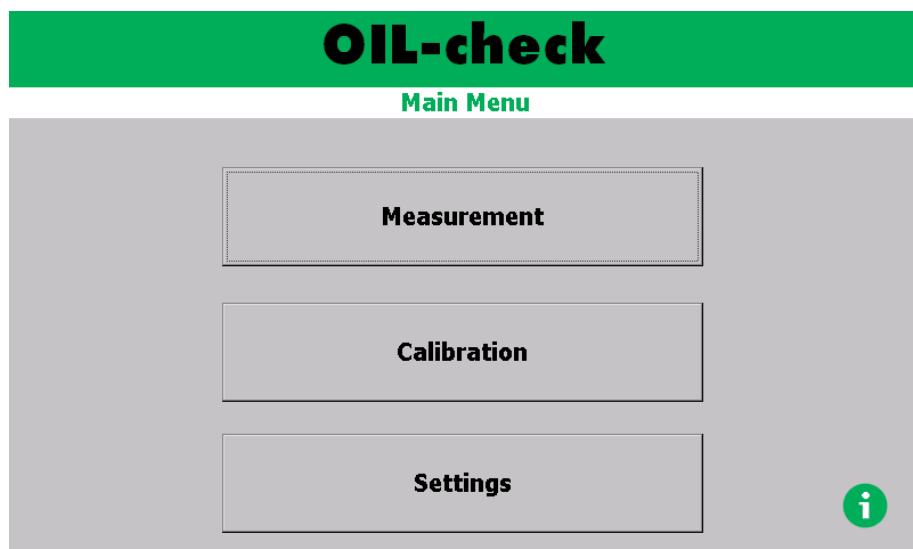 OIL-check
Main Menu
Measurement
Calibration
Settings
i